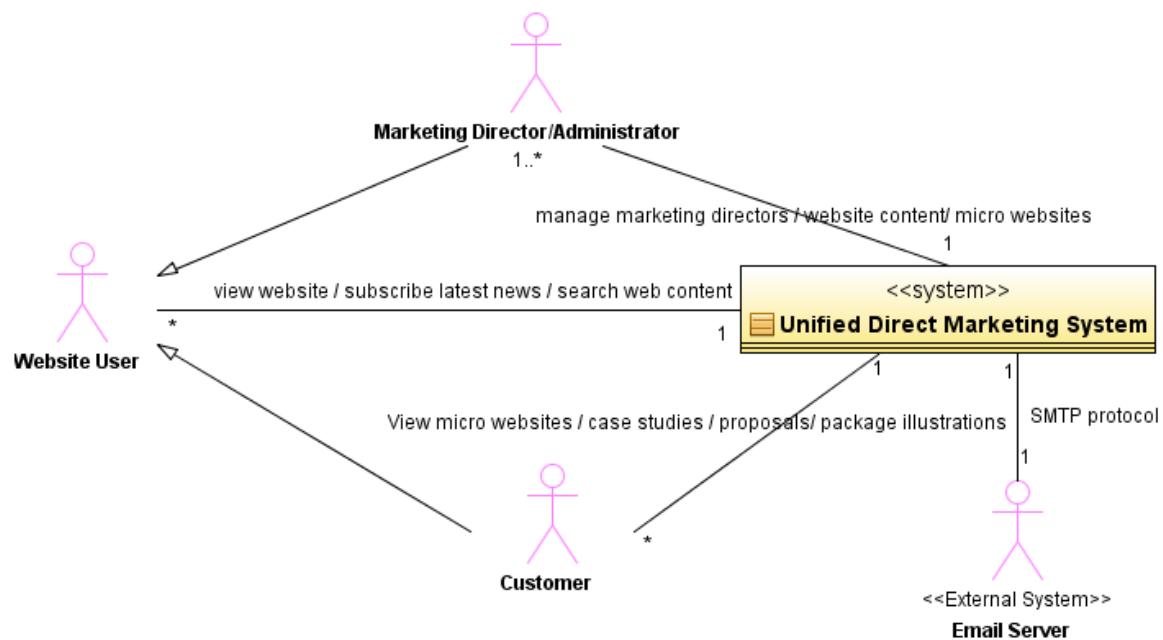 Marketing Director/Administrator
1..*
manage marketing directors / website content/ micro websites
1
view website / subscribe latest news / search web content
*
1
Website User
<<system>>
Unified Direct Marketing System
1
1
View micro websites / case studies / proposals/ package illustrations
SMTP protocol
1
*
Customer
<<External System>>
Email Server